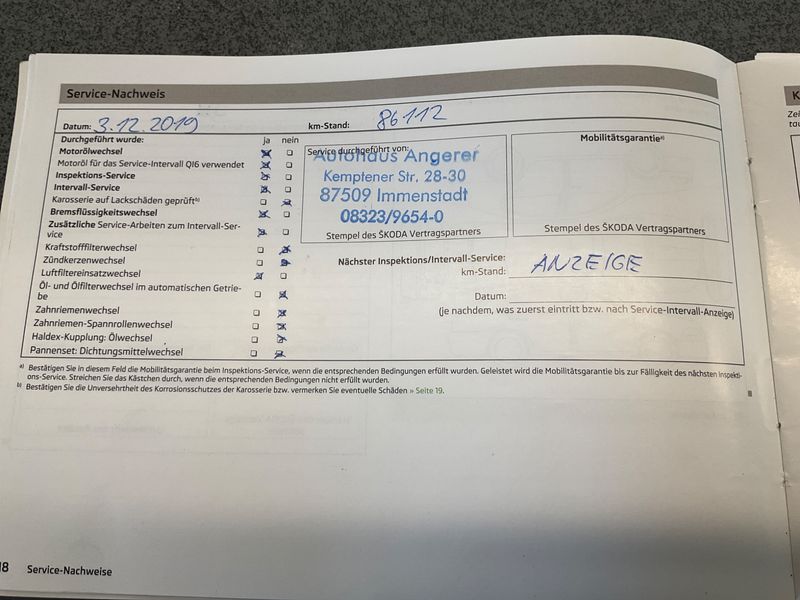 Service-Nachweis
Datum: 3.12.2019 km-Stand: 86112
Durchgeführt wurde: ja nein
Motorölwechsel
Motoröl für das Service-Intervall QI6 verwendet
Inspektions-Service
Intervall-Service
Karosserie auf Lackschäden geprüft b)
Bremsflüssigkeitswechsel
Zusätzliche Service-Arbeiten zum Intervall-Ser-
vice
Kraftstofffilterwechsel
Zündkerzenwechsel
Luftfiltereinsatzwechsel
Öl- und Ölfilterwechsel im automatischen Getrie-
be
Zahnriemenwechsel
Zahnriemen-Spannrollenwechsel
Haldex-Kupplung: Ölwechsel
Pannenset: Dichtungsmittelwechsel
Service durchgeführt von:
Autohaus Angerer
Kemptener Str. 28-30
87509 Immenstadt
08323/9654-0
Stempel des ŠKODA Vertragspartners
Mobilitätsgarantie a)
Stempel des ŠKODA Vertragspartners
Nächster Inspektions/Intervall-Service:
km-Stand: ANZEIGE
Datum:
(je nachdem, was zuerst eintritt bzw. nach Service-Intervall-Anzeige)
a) Bestätigen Sie in diesem Feld die Mobilitätsgarantie beim Inspektions-Service, wenn die entsprechenden Bedingungen erfüllt wurden. Geleistet wird die Mobilitätsgarantie bis zur Fälligkeit des nächsten Inspekti-
ons-Service. Streichen Sie das Kästchen durch, wenn die entsprechenden Bedingungen nicht erfüllt wurden.
b) Bestätigen Sie die Unversehrtheit des Korrosionsschutzes der Karosserie bzw. vermerken Sie eventuelle Schäden » Seite 19.
18 Service-Nachweise